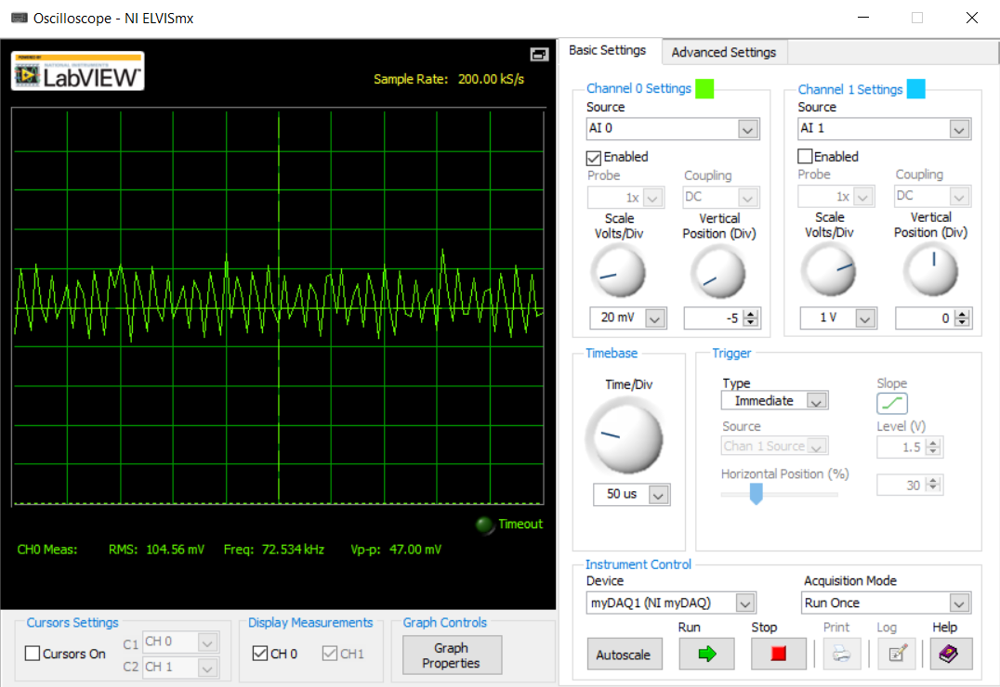 Oscilloscope - NI ELVISmx
POWERED BY
NATIONAL INSTRUMENTS
LabVIEW™
Sample Rate: 200.00 kS/s
Timeout
CH0 Meas: RMS: 104.56 mV Freq: 72.534 kHz Vp-p: 47.00 mV
Cursors Settings
Cursors On
C1 CH 0
C2 CH 1
Display Measurements
CH 0 CH1
Graph Controls
Graph
Properties
Basic Settings Advanced Settings
Channel 0 Settings
Source
AI 0
Enabled
Probe Coupling
1x DC
Scale
Volts/Div
Vertical
Position (Div)
20 mV -5
Channel 1 Settings
Source
AI 1
Enabled
Probe Coupling
1x DC
Scale
Volts/Div
Vertical
Position (Div)
1 V 0
Timebase
Time/Div
50 us
Trigger
Type
Immediate
Slope
Source
Chan 1 Source
Level (V)
1.5
Horizontal Position (%)
30
Instrument Control
Device
myDAQ1 (NI myDAQ)
Acquisition Mode
Run Once
Run Stop Print Log Help
Autoscale